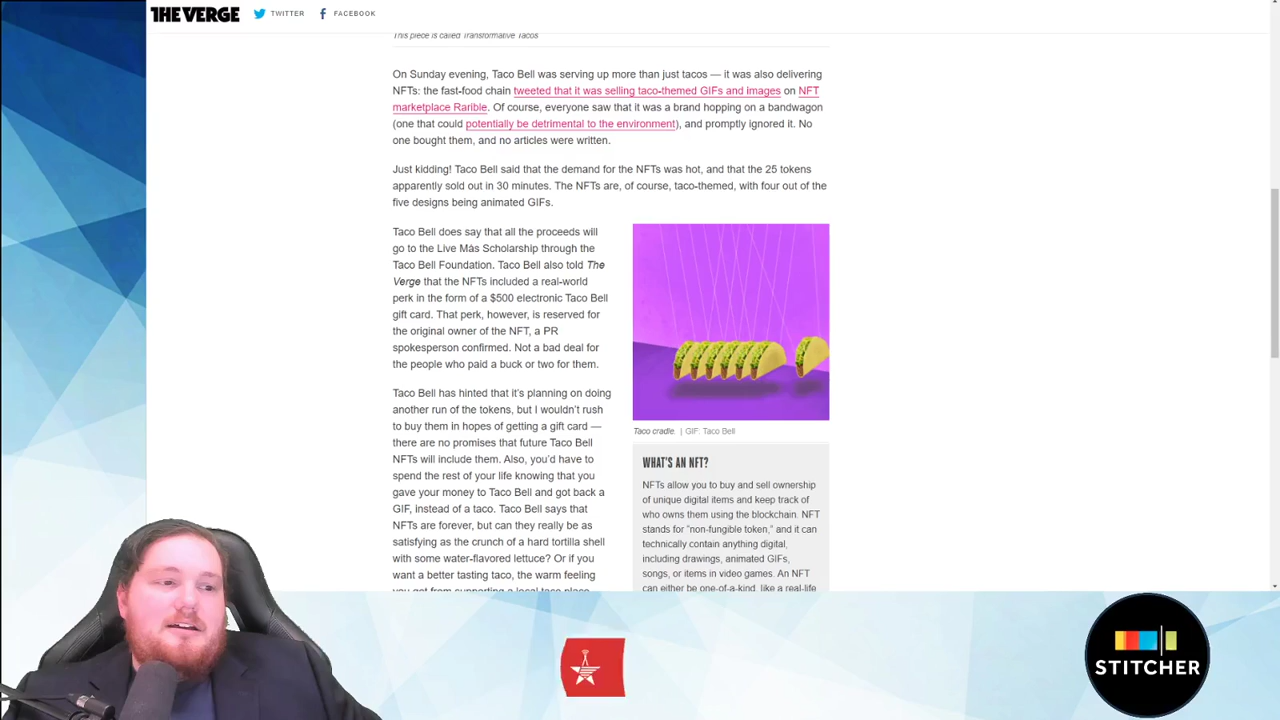 THE VERGE
TWITTER
FACEBOOK
This piece is called Transformative Tacos
On Sunday evening, Taco Bell was serving up more than just tacos — it was also delivering
NFTs: the fast-food chain tweeted that it was selling taco-themed GIFs and images on NFT
marketplace Rarible. Of course, everyone saw that it was a brand hopping on a bandwagon
(one that could potentially be detrimental to the environment), and promptly ignored it. No
one bought them, and no articles were written.
Just kidding! Taco Bell said that the demand for the NFTs was hot, and that the 25 tokens
apparently sold out in 30 minutes. The NFTs are, of course, taco-themed, with four out of the
five designs being animated GIFs.
Taco Bell does say that all the proceeds will
go to the Live Más Scholarship through the
Taco Bell Foundation. Taco Bell also told The
Verge that the NFTs included a real-world
perk in the form of a $500 electronic Taco Bell
gift card. That perk, however, is reserved for
the original owner of the NFT, a PR
spokesperson confirmed. Not a bad deal for
the people who paid a buck or two for them.
Taco Bell has hinted that it's planning on doing
another run of the tokens, but I wouldn't rush
to buy them in hopes of getting a gift card —
there are no promises that future Taco Bell
NFTs will include them. Also, you'd have to
spend the rest of your life knowing that you
gave your money to Taco Bell and got back a
GIF, instead of a taco. Taco Bell says that
NFTs are forever, but can they really be as
satisfying as the crunch of a hard tortilla shell
with some water-flavored lettuce? Or if you
want a better tasting taco, the warm feeling
you get from supporting a local taco place
Taco cradle. | GIF: Taco Bell
WHAT'S AN NFT?
NFTs allow you to buy and sell ownership
of unique digital items and keep track of
who owns them using the blockchain. NFT
stands for "non-fungible token," and it can
technically contain anything digital,
including drawings, animated GIFs,
songs, or items in video games. An NFT
can either be one-of-a-kind, like a real-life
STITCHER